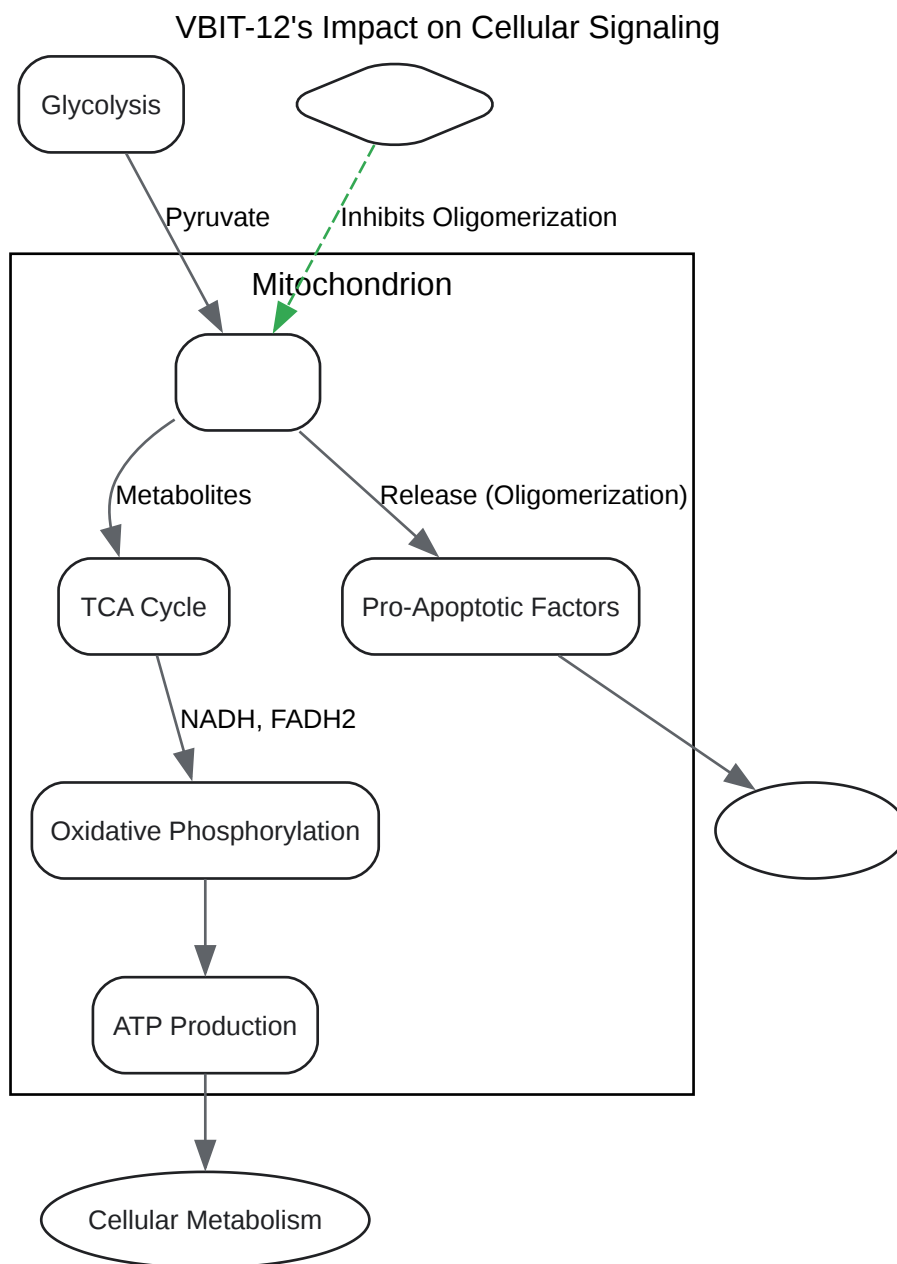 VBIT-12's Impact on Cellular Signaling
Glycolysis
Pyruvate
Inhibits Oligomerization
Mitochondrion
Metabolites
Release (Oligomerization)
TCA Cycle
Pro-Apoptotic Factors
NADH, FADH2
Oxidative Phosphorylation
ATP Production
Cellular Metabolism